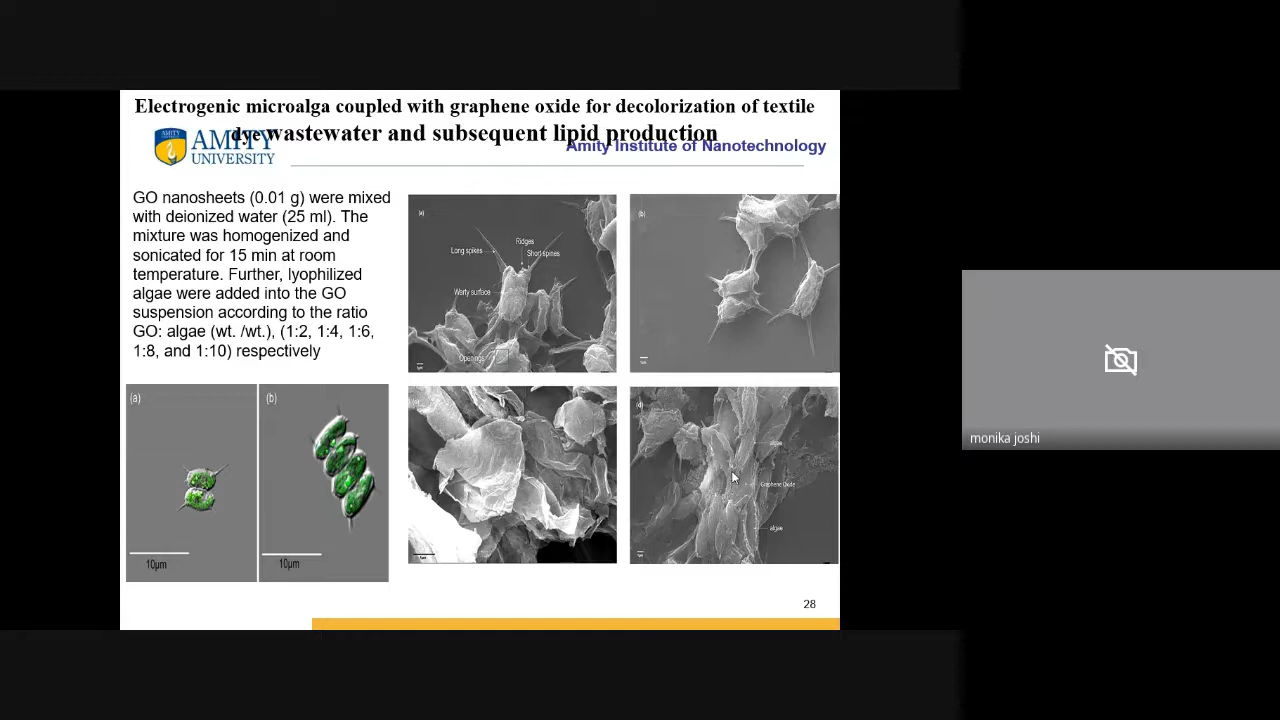 Electrogenic microalga coupled with graphene oxide for decolorization of textile
dye wastewater and subsequent lipid production
AMITY
AMITY
UNIVERSITY
Amity Institute of Nanotechnology
GO nanosheets (0.01 g) were mixed
with deionized water (25 ml). The
mixture was homogenized and
sonicated for 15 min at room
temperature. Further, lyophilized
algae were added into the GO
suspension according to the ratio
GO: algae (wt. /wt.), (1:2, 1:4, 1:6,
1:8, and 1:10) respectively
(a)
Long spikes
Ridges
Short spines
Warty surface
Openings
(b)
(c)
(d)
algae
Graphene Oxide
algae
(a)
10µm
(b)
10µm
28
monika joshi